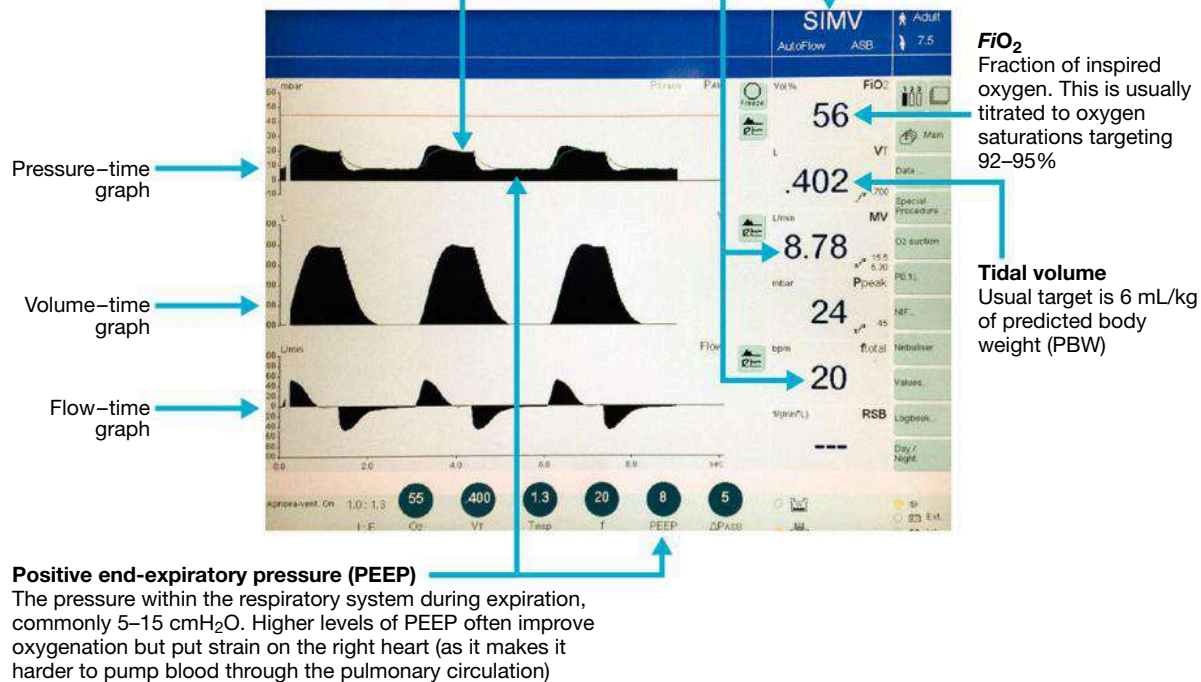 SIMV
AutoFlow ASB
Adult
7.5
mbar
Freeze
Vol% FiO2
56
L VT
.402
.700
L/min MV
8.78
15.5
5.30
mbar Ppeak
24
45
bpm ftotal
20
1/(min*L) RSB
---
Main
Data...
Special
Procedure...
O2 suction
P0.1...
NIF...
Nebuliser
Values...
Logbook...
Day /
Night
L
L/min
Flow
0.0 2.0 4.0 6.0 8.0 sec
Apnoea-vent. On 1.0 : 1.3 55 .400 1.3 20 8 5
I : E O2 VT Tinsp f PEEP ΔPASB
Ext.
Pressure–time
graph
Volume–time
graph
Flow–time
graph
FiO2
Fraction of inspired
oxygen. This is usually
titrated to oxygen
saturations targeting
92–95%
Tidal volume
Usual target is 6 mL/kg
of predicted body
weight (PBW)
Positive end-expiratory pressure (PEEP)
The pressure within the respiratory system during expiration,
commonly 5–15 cmH2O. Higher levels of PEEP often improve
oxygenation but put strain on the right heart (as it makes it
harder to pump blood through the pulmonary circulation)